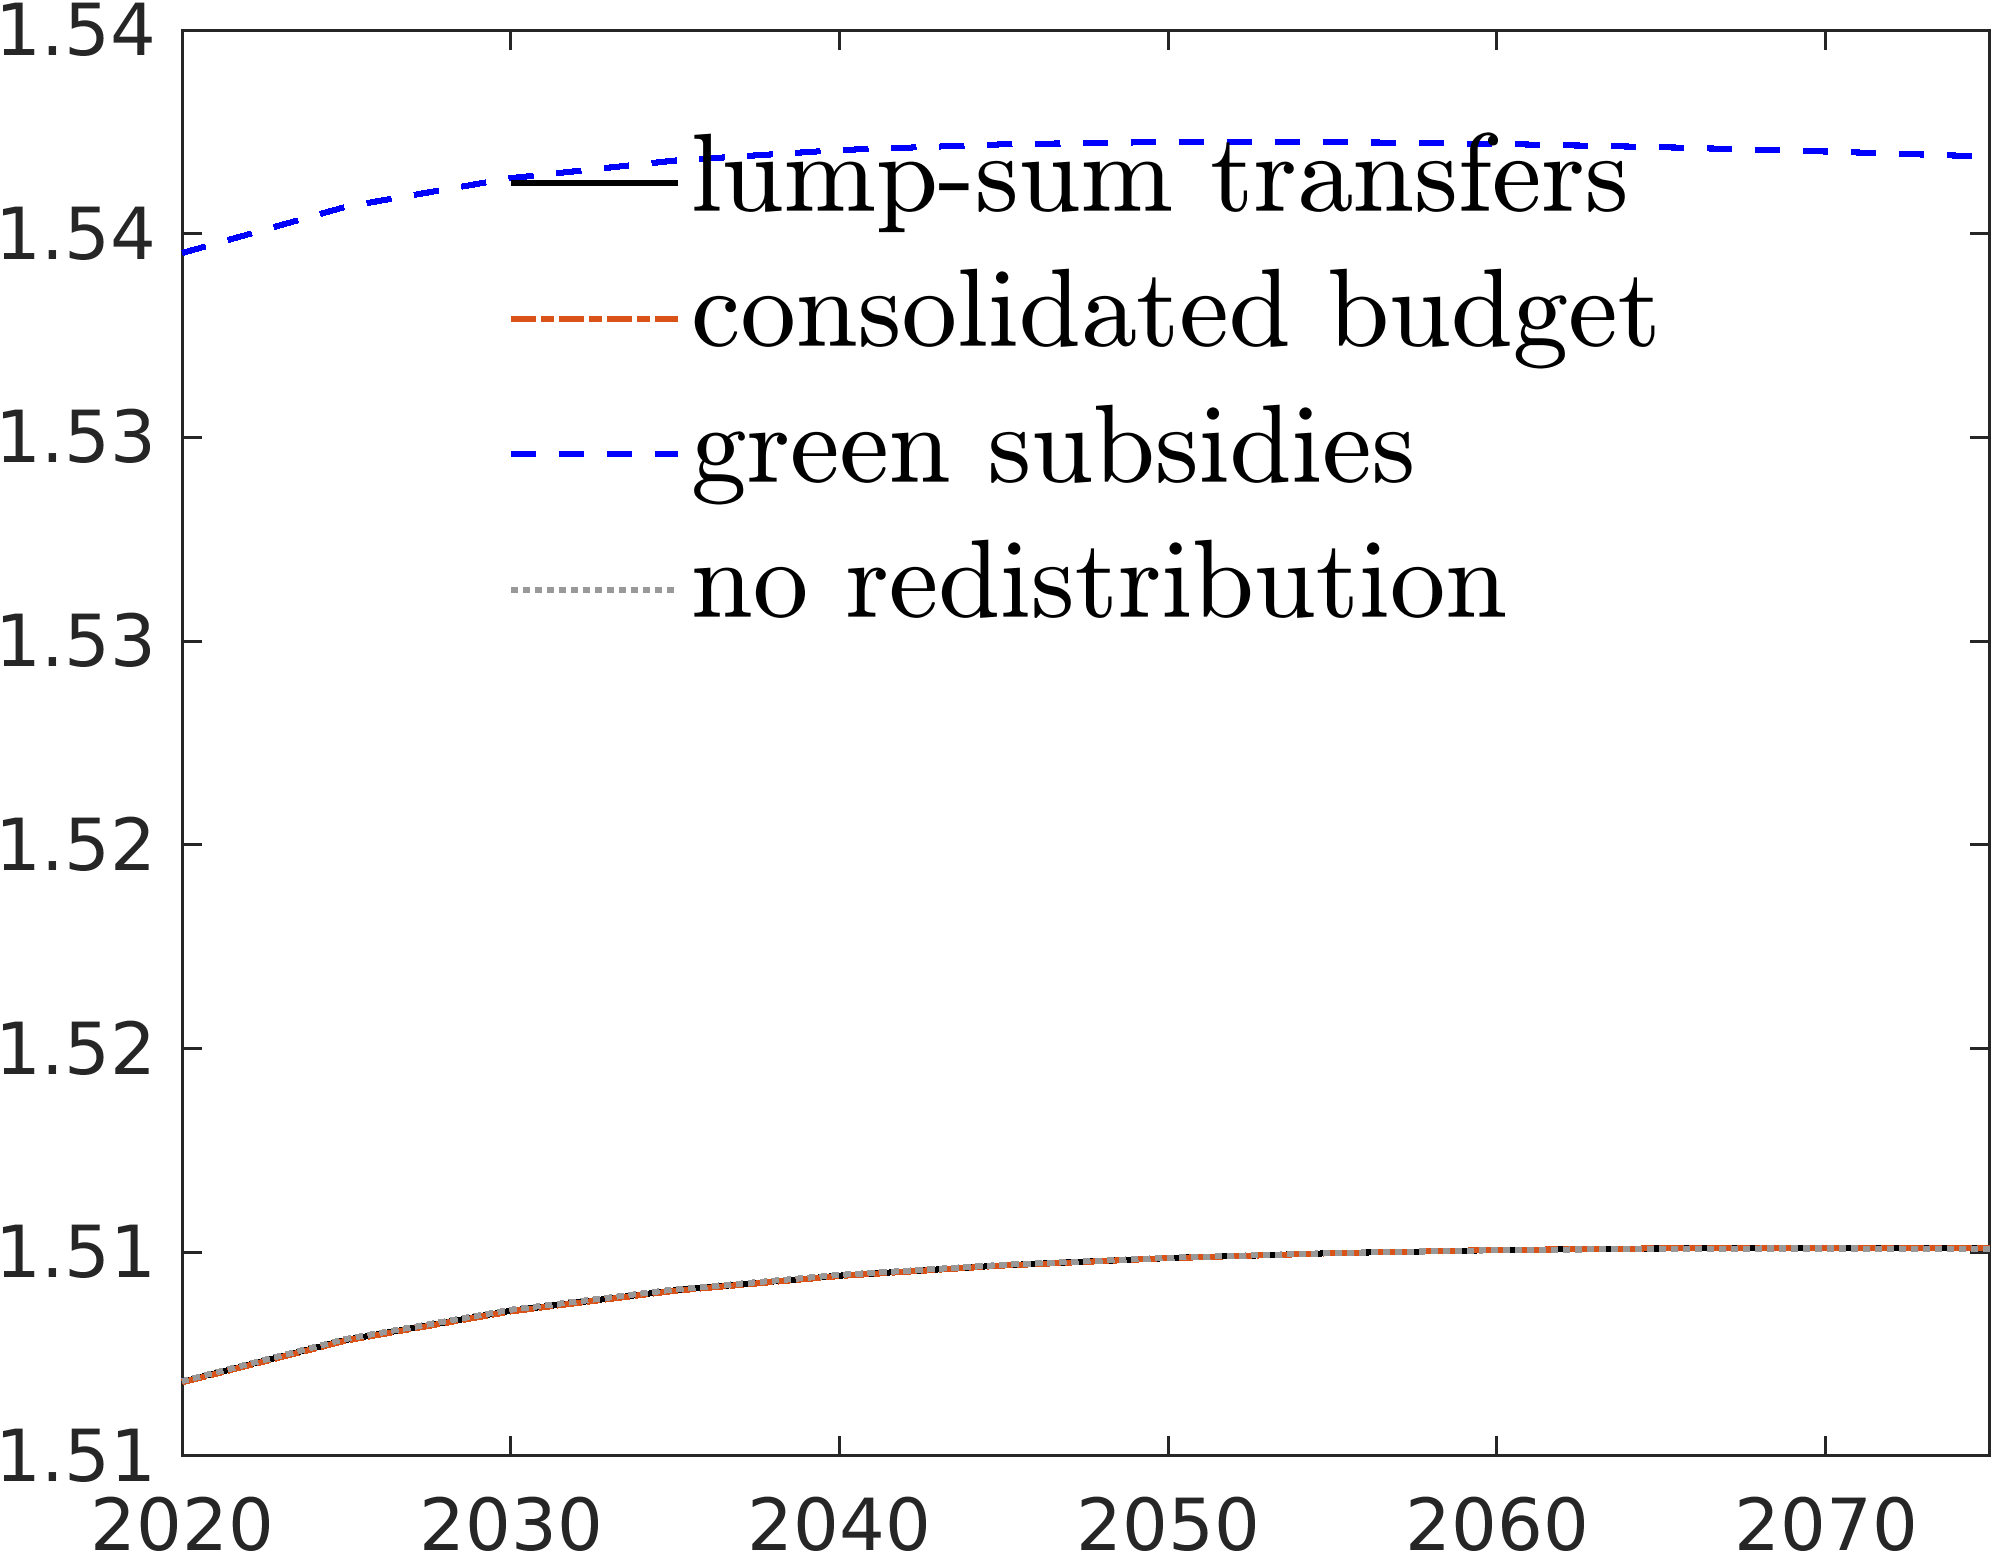 1.54
lump-sum transfers
1.54
consolidated budget
1.53
green subsidies
no redistribution
1.53
1.52
1.52
1.51
1.51
2020 2030 2040 2050 2060 2070